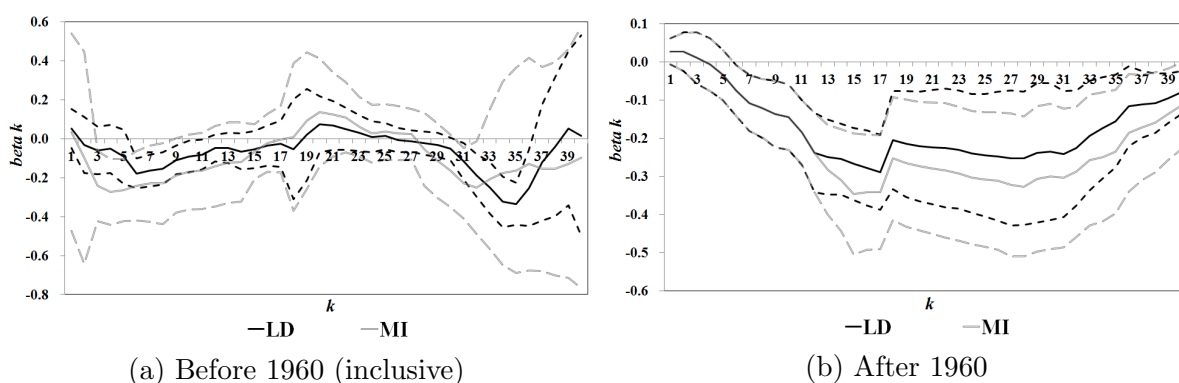 0.6
0.4
0.2
0.0
-0.2
-0.4
-0.6
-0.8
beta k
1 3 5 7 9 11 13 15 17 19 21 23 25 27 29 31 33 35 37 39
k
LD MI
(a) Before 1960 (inclusive)
0.1
0.0
-0.1
-0.2
-0.3
-0.4
-0.5
-0.6
beta k
1 3 5 7 9 11 13 15 17 19 21 23 25 27 29 31 33 35 37 39
k
LD MI
(b) After 1960